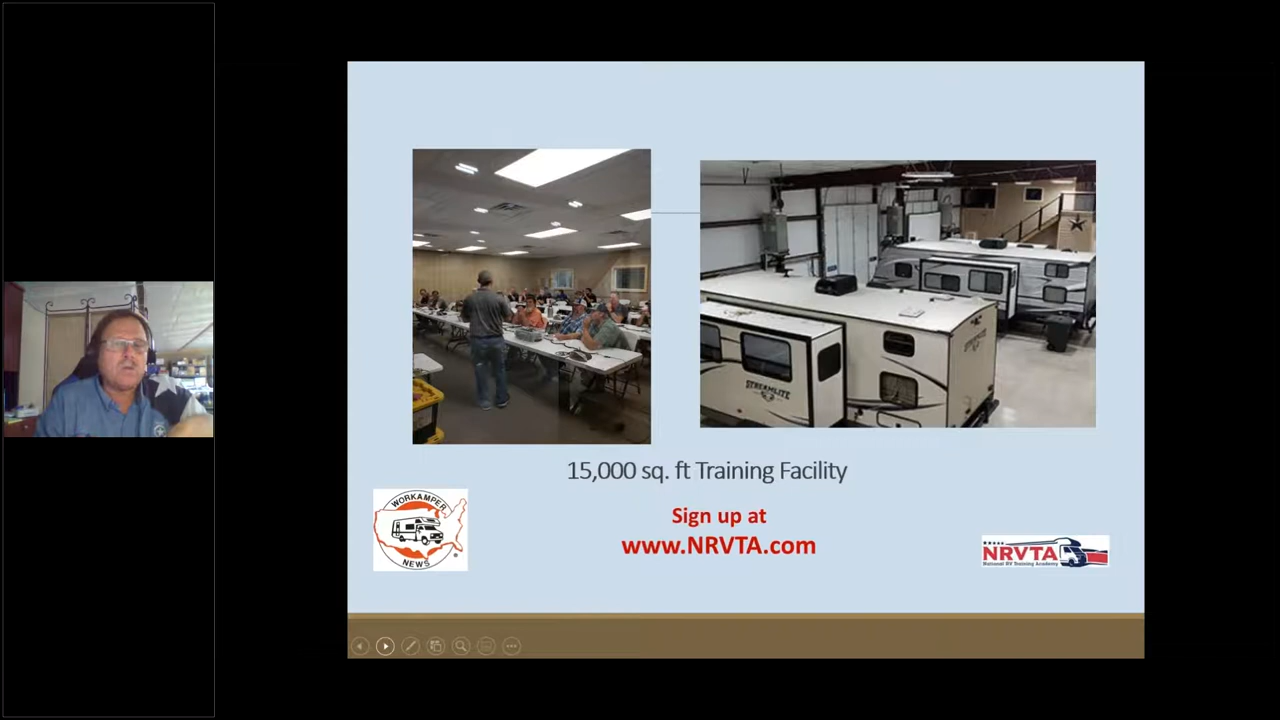 STREAMLITE
15,000 sq. ft Training Facility
Sign up at
www.NRVTA.com
WORKAMPER
NEWS
NRVTA
National RV Training Academy